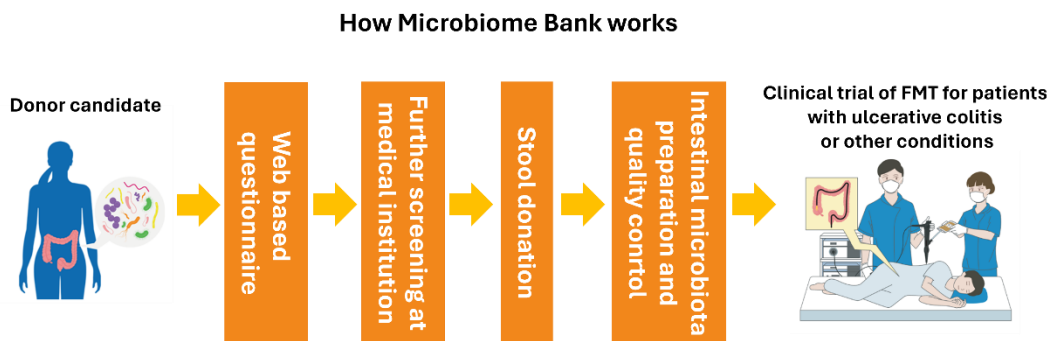 How Microbiome Bank works
Donor candidate
Web based
questionnaire
Further screening at
medical institution
Stool donation
Intestinal microbiota
preparation and
quality conrtol
Clinical trial of FMT for patients
with ulcerative colitis
or other conditions